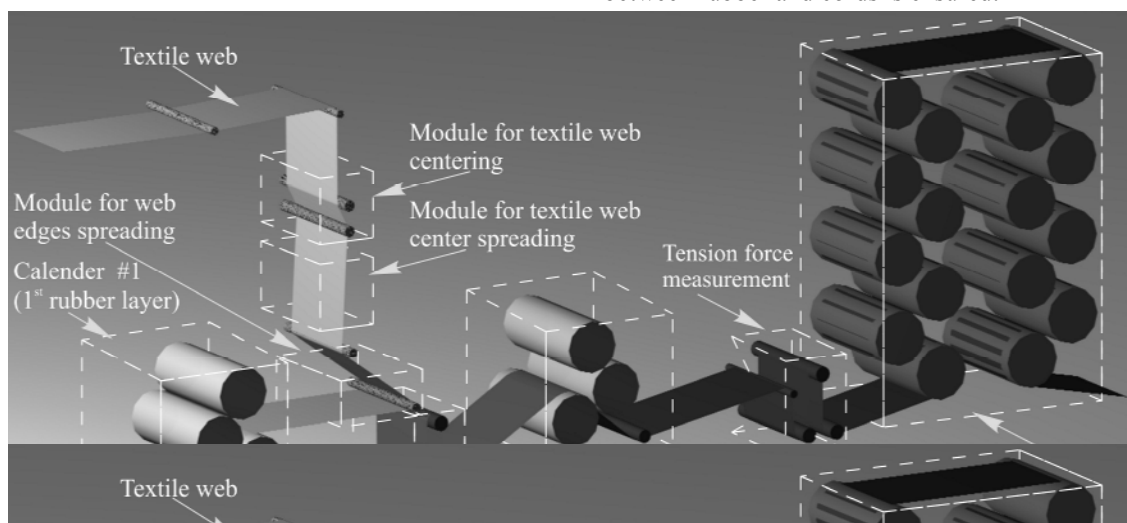 Textile web
Module for textile web
centering
Module for web
edges spreading
Module for textile web
center spreading
Tension force
measurement
Calender #1
(1st rubber layer)
Textile web